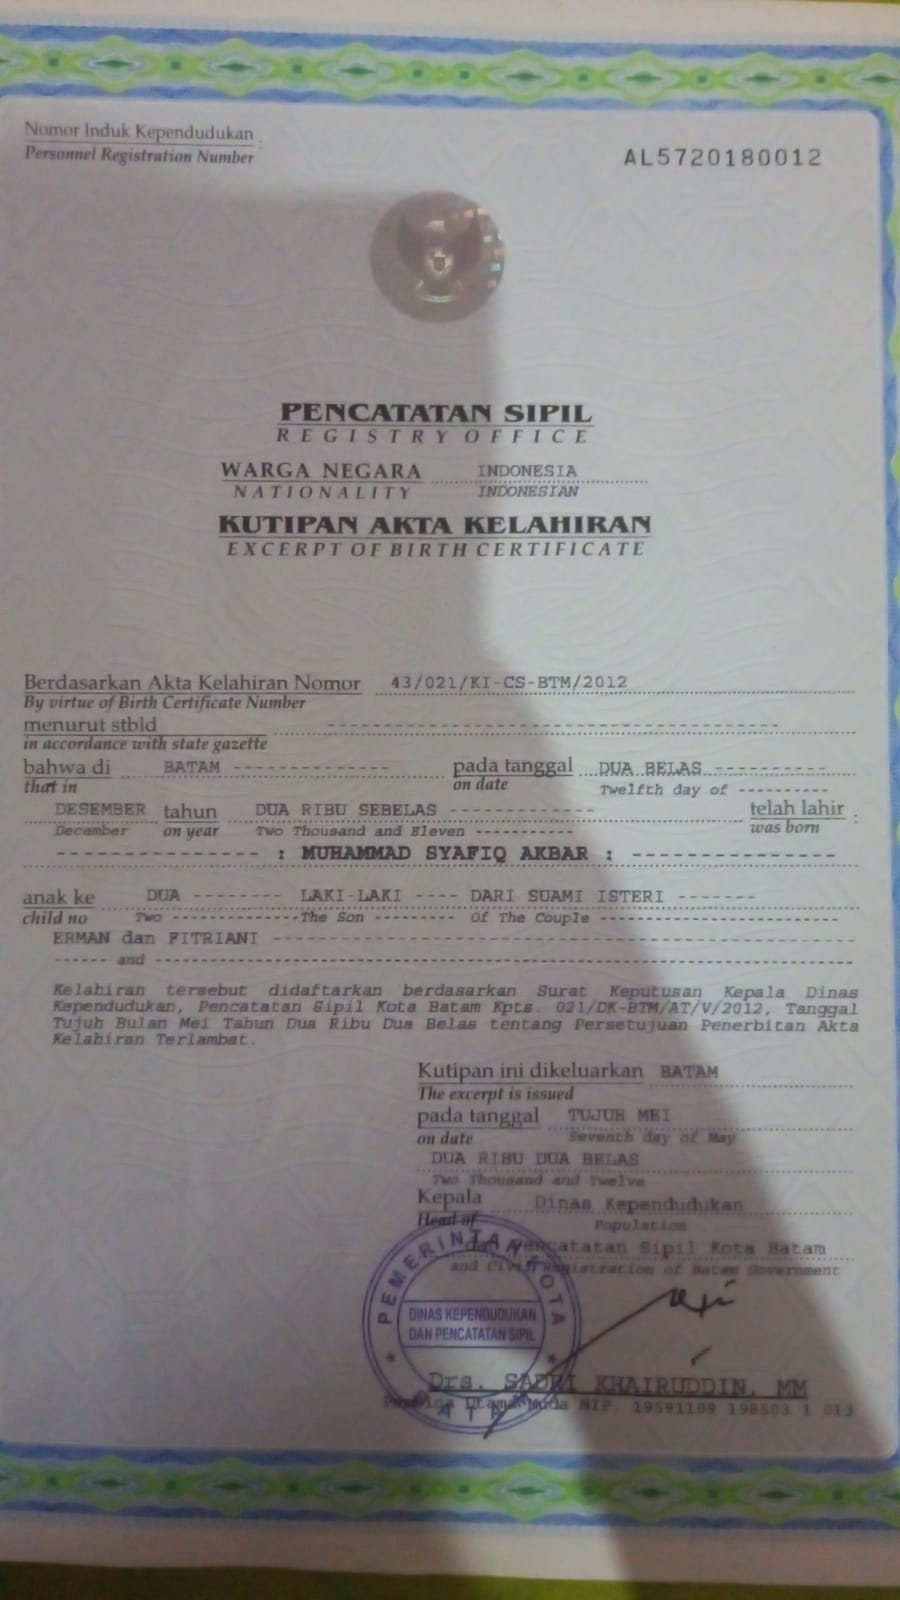 Nomor Induk Kependudukan
Personnel Registration Number :
AL5720180012
PENCATATAN SIPIL
REGISTRY OFFICE
WARGA NEGARA INDONESIA
NATIONALITY INDONESIAN
KUTIPAN AKTA KELAHIRAN
EXCERPT OF BIRTH CERTIFICATE
Berdasarkan Akta Kelahiran Nomor 43/021/KI-CS-BTM/2012
By virtue of Birth Certificate Number
menurut stbld
in accordance with state gazette
bahwa di BATAM pada tanggal DUA BELAS
that in on date Twelfth day of
DESEMBER tahun DUA RIBU SEBELAS telah lahir :
December on year Two Thousand and Eleven was born
: MUHAMMAD SYAFIQ AKBAR :
anak ke DUA LAKI-LAKI DARI SUAMI ISTERI
child no Two The Son Of The Couple
ERMAN dan FITRIANI
and
Kelahiran tersebut didaftarkan berdasarkan Surat Keputusan Kepala Dinas
Kependudukan, Pencatatan Sipil Kota Batam Kpts. 021/DK-BTM/AT/V/2012, Tanggal
Tujuh Bulan Mei Tahun Dua Ribu Dua Belas tentang Persetujuan Penerbitan Akta
Kelahiran Terlambat.
Kutipan ini dikeluarkan BATAM
The excerpt is issued
pada tanggal TUJUH MEI
on date Seventh day of May
DUA RIBU DUA BELAS
Two Thousand and Twelve
Kepala Dinas Kependudukan
Head of Population
dan Pencatatan Sipil Kota Batam
and Civil Registration of Batam Government
PEMERINTAH KOTA
DINAS KEPENDUDUKAN
DAN PENCATATAN SIPIL
BATAM
Drs. SADRI KHAIRUDDIN, MM
Pembina Utama Muda NIP. 19591109 198503 1 013